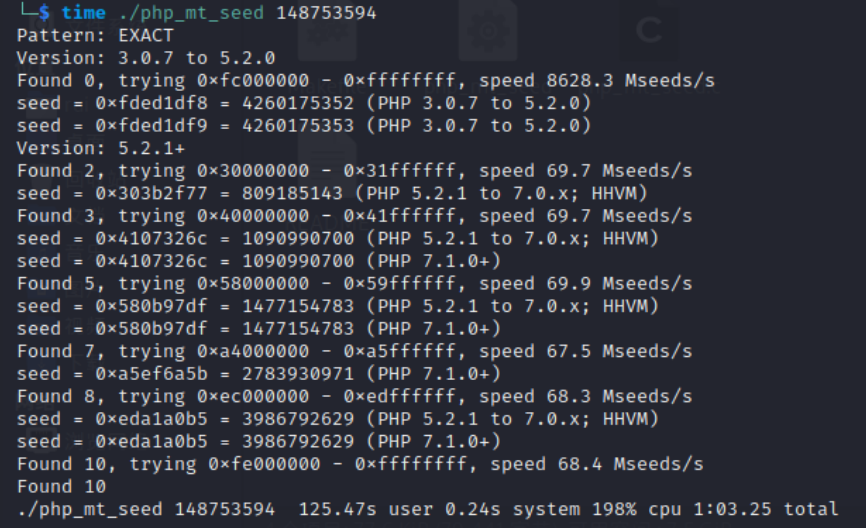 └─$ time ./php_mt_seed 148753594
Pattern: EXACT
Version: 3.0.7 to 5.2.0
Found 0, trying 0×fc000000 - 0×ffffffff, speed 8628.3 Mseeds/s
seed = 0×fded1df8 = 4260175352 (PHP 3.0.7 to 5.2.0)
seed = 0×fded1df9 = 4260175353 (PHP 3.0.7 to 5.2.0)
Version: 5.2.1+
Found 2, trying 0×30000000 - 0×31ffffff, speed 69.7 Mseeds/s
seed = 0×303b2f77 = 809185143 (PHP 5.2.1 to 7.0.x; HHVM)
Found 3, trying 0×40000000 - 0×41ffffff, speed 69.7 Mseeds/s
seed = 0×4107326c = 1090990700 (PHP 5.2.1 to 7.0.x; HHVM)
seed = 0×4107326c = 1090990700 (PHP 7.1.0+)
Found 5, trying 0×58000000 - 0×59ffffff, speed 69.9 Mseeds/s
seed = 0×580b97df = 1477154783 (PHP 5.2.1 to 7.0.x; HHVM)
seed = 0×580b97df = 1477154783 (PHP 7.1.0+)
Found 7, trying 0×a4000000 - 0×a5ffffff, speed 67.5 Mseeds/s
seed = 0×a5ef6a5b = 2783930971 (PHP 7.1.0+)
Found 8, trying 0×ec000000 - 0×edffffff, speed 68.3 Mseeds/s
seed = 0×eda1a0b5 = 3986792629 (PHP 5.2.1 to 7.0.x; HHVM)
seed = 0×eda1a0b5 = 3986792629 (PHP 7.1.0+)
Found 10, trying 0×fe000000 - 0×ffffffff, speed 68.4 Mseeds/s
Found 10
./php_mt_seed 148753594  125.47s user 0.24s system 198% cpu 1:03.25 total